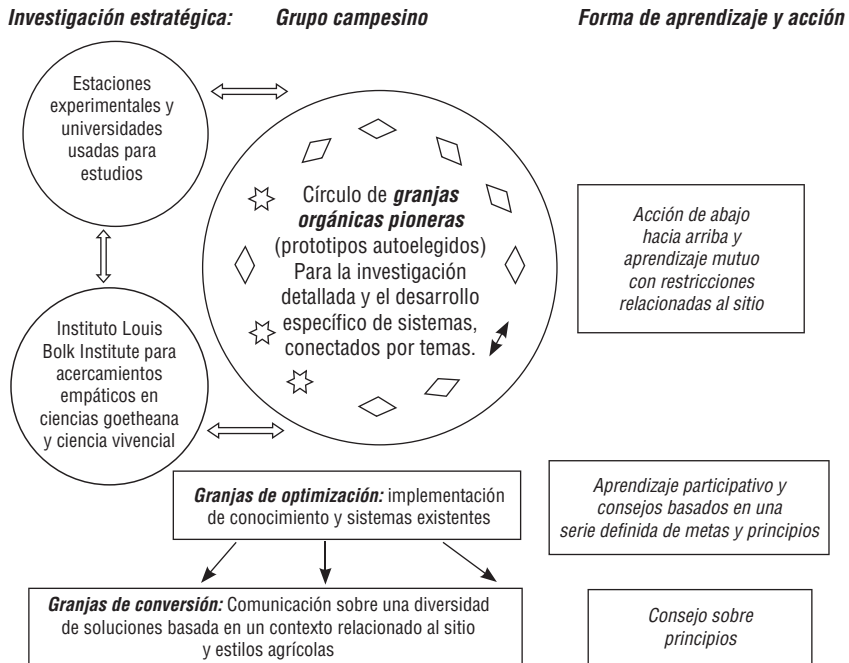 Investigación estratégica:
Grupo campesino
Forma de aprendizaje y acción
Estaciones
experimentales y
universidades
usadas para
estudios
Círculo de granjas
orgánicas pioneras
(prototipos autoelegidos)
Para la investigación
detallada y el desarrollo
específico de sistemas,
conectados por temas.
Acción de abajo
hacia arriba y
aprendizaje mutuo
con restricciones
relacionadas al sitio
Instituto Louis
Bolk Institute para
acercamientos
empáticos en
ciencias goetheana
y ciencia vivencial
Granjas de optimización: implementación
de conocimiento y sistemas existentes
Aprendizaje participativo y
consejos basados en una
serie definida de metas y principios
Granjas de conversión: Comunicación sobre una diversidad
de soluciones basada en un contexto relacionado al sitio
y estilos agrícolas
Consejo sobre
principios